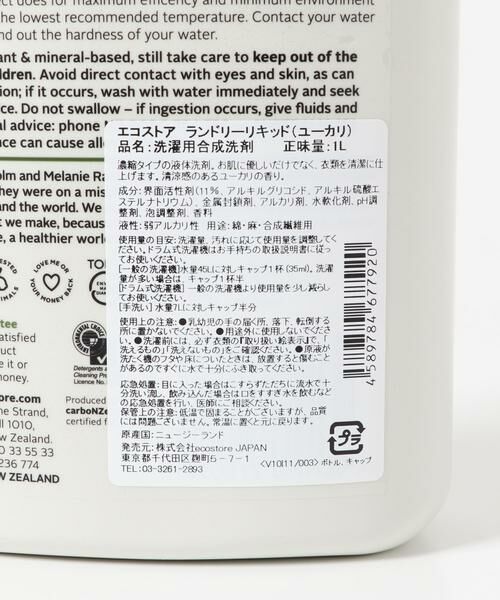 ect does for maximum efficency and minimum environment
the lowest recommended temperature. Contact your water
nd out the hardness of your water.
ant & mineral-based, still take care to keep out of the
ildren. Avoid direct contact with eyes and skin, as can
ion; if it occurs, wash with water immediately and seek
ce. Do not swallow – if ingestion occurs, give fluids and
al advice: phone
nce can cause alle
olm and Melanie Ra
they were on a mis
nd the world. We
t we make, becaus
e, a healthier world
LOVE ME OR
YOUR MONEY BACK
TO
ENVIRONMENTAL CHOICE
Detergents a
Cleaning Pro
Licence No.
tee
satisfied
oduct
ce or
money.
ore.com
ne Strand,
ll 1010,
w Zealand.
0 33 55 33
236 774
W ZEALAND
Produced
carboNZe
certified f
エコストア ランドリーリキッド(ユーカリ)
品名:洗濯用合成洗剤 正味量:1L
濃縮タイプの液体洗剤。お肌に優しいだけでなく、衣類を清潔に仕
上げます。清涼感のあるユーカリの香り。
成分:界面活性剤(11%、アルキルグリコシド、アルキル硫酸エ
ステルナトリウム)、金属封鎖剤、アルカリ剤、水軟化剤、pH調
整剤、泡調整剤、香料
液性:弱アルカリ性 用途:綿・麻・合成繊維用
使用量の目安:洗濯量、汚れに応じて使用量を調整してく
ださい。ドラム式洗濯機はお手持ちの取扱説明書に従って
ください。
[一般の洗濯機]水量45Lに対しキャップ1杯(35ml)。洗濯
量が多い場合は、キャップ1杯半
[ドラム式洗濯機]一般の洗濯機より使用量を少し減らし
てお使いください。
[手洗い]水量7Lに対しキャップ半分
使用上の注意:●乳幼児の手の届く所、落下、転倒する
所に置かないでください。●用途外に使用しないでくださ
い。●洗濯前には、必ず衣類の「取り扱い絵表示」で、「
洗えるもの」「洗えないもの」をご確認ください。●原液が
洗たく機のフタや床についたときは、放置すると傷むこと
があるのですぐに水で十分にふき取ってください。
応急処置:目に入った場合はこすらずただちに流水で十
分洗い流し、飲み込んだ場合は口をすすぎ水を飲むなど
の応急処置を行い、医師にご相談ください。
保管上の注意:低温で固まることがございますが、品質
には問題ございません。常温に置くと元に戻ります。
原産国:ニュージーランド
発売元:株式会社ecostore JAPAN
東京都千代田区麹町5-7-1
TEL:03-3261-2893
<V10[11/003]> ボトル、キャップ
プラ
4589784677920